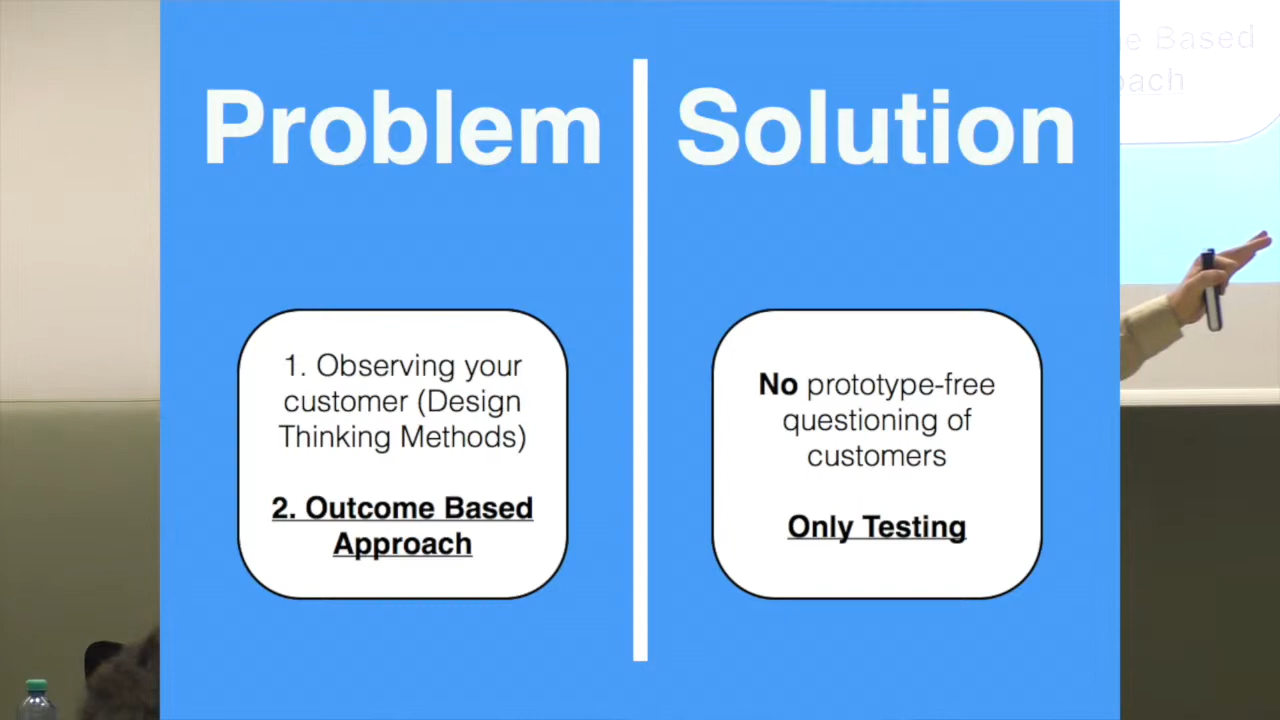 Problem
Solution
1. Observing your
customer (Design
Thinking Methods)
2. Outcome Based
Approach
No prototype-free
questioning of
customers
Only Testing
Based